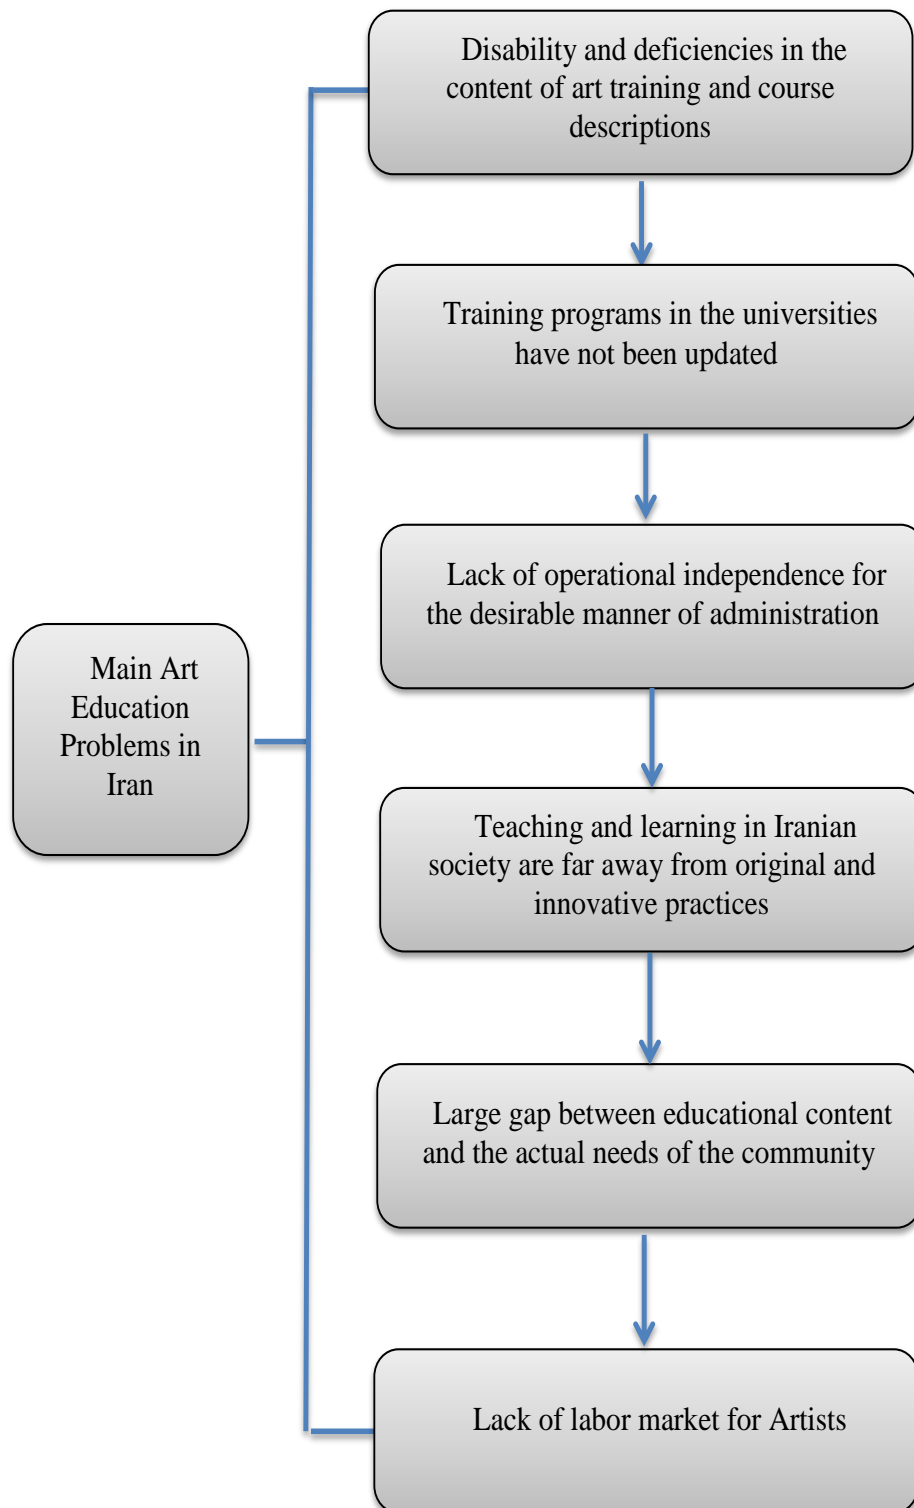 Disability and deficiencies in the
content of art training and course
descriptions
Training programs in the universities
have not been updated
Lack of operational independence for
the desirable manner of administration
Main Art
Education
Problems in
Iran
Teaching and learning in Iranian
society are far away from original and
innovative practices
Large gap between educational content
and the actual needs of the community
Lack of labor market for Artists